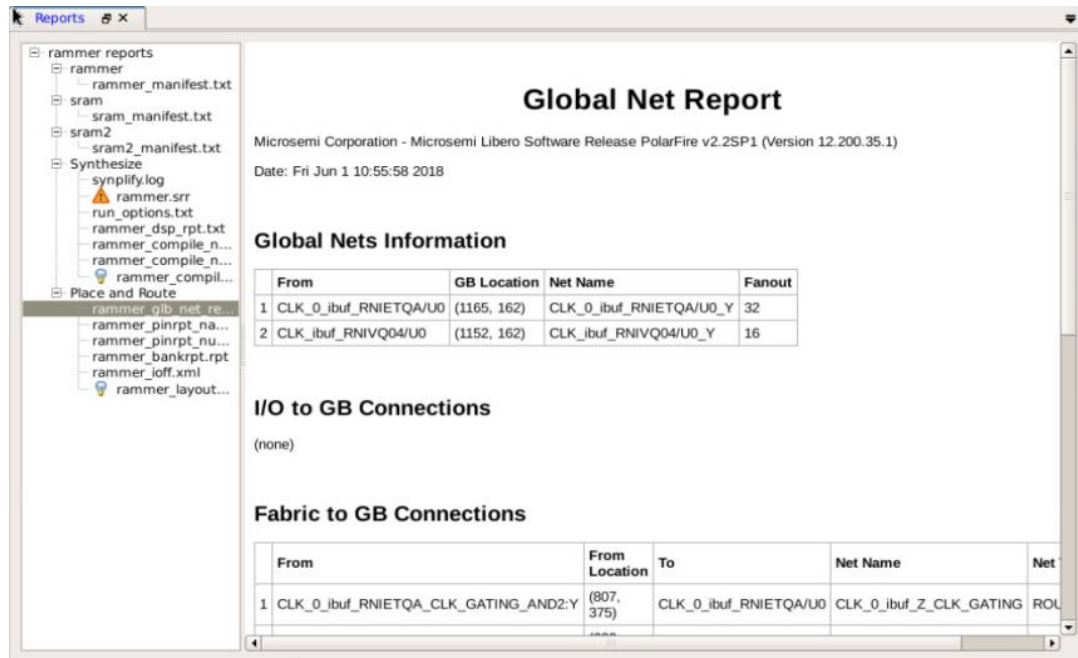 Reports
rammer reports
rammer
rammer_manifest.txt
sram
sram_manifest.txt
sram2
sram2_manifest.txt
Synthesize
synplify.log
rammer.srr
run_options.txt
rammer_dsp_rpt.txt
rammer_compile_n...
rammer_compile_n...
rammer_compil...
Place and Route
rammer_glb_net_re...
rammer_pinrpt_na...
rammer_pinrpt_nu...
rammer_bankrpt.rpt
rammer_ioff.xml
rammer_layout...
Global Net Report
Microsemi Corporation - Microsemi Libero Software Release PolarFire v2.2SP1 (Version 12.200.35.1)
Date: Fri Jun 1 10:55:58 2018
Global Nets Information
From GB Location Net Name Fanout
1 CLK_0_ibuf_RNIETQA/U0 (1165, 162) CLK_0_ibuf_RNIETQA/U0_Y 32
2 CLK_ibuf_RNIVQ04/U0 (1152, 162) CLK_ibuf_RNIVQ04/U0_Y 16
I/O to GB Connections
(none)
Fabric to GB Connections
From From Location To Net Name Net
1 CLK_0_ibuf_RNIETQA_CLK_GATING_AND2:Y (807, 375) CLK_0_ibuf_RNIETQA/U0 CLK_0_ibuf_Z_CLK_GATING ROU